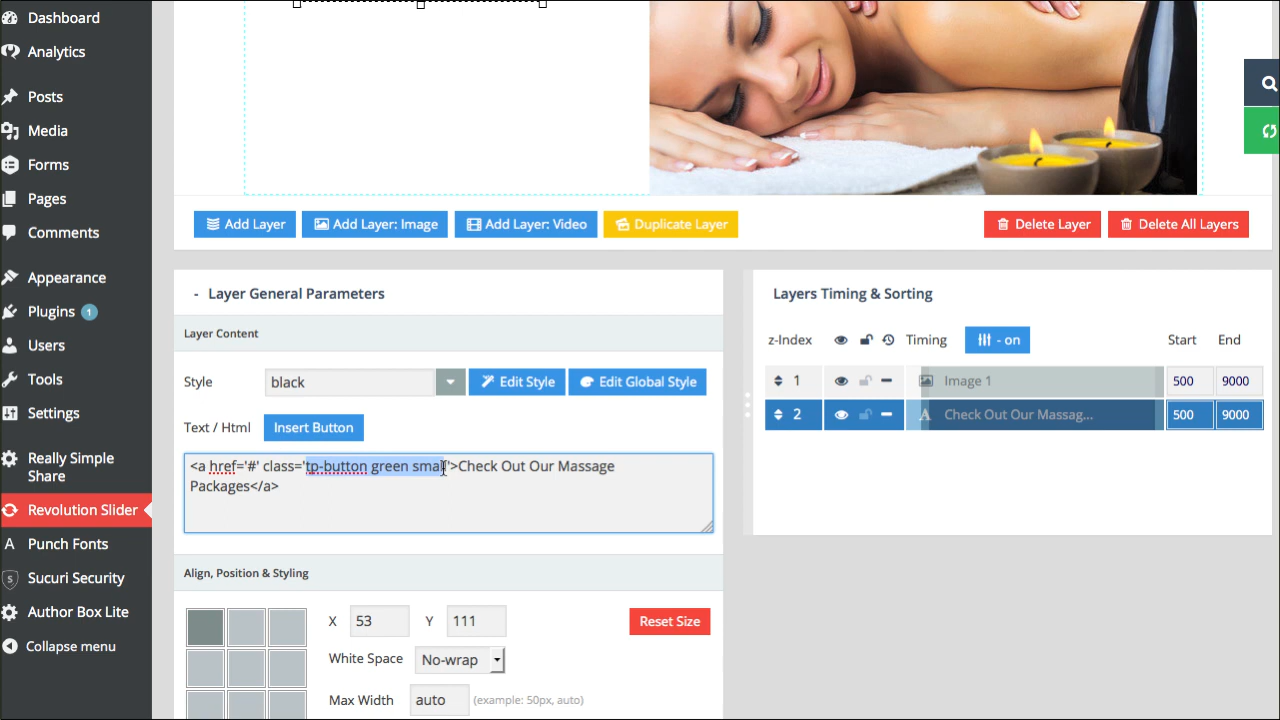 Dashboard
Analytics
Posts
Media
Forms
Pages
Comments
Appearance
Plugins 1
Users
Tools
Settings
Really Simple
Share
Revolution Slider
Punch Fonts
Sucuri Security
Author Box Lite
Collapse menu
Add Layer Add Layer: Image Add Layer: Video Duplicate Layer Delete Layer Delete All Layers
- Layer General Parameters
Layer Content
Style black Edit Style Edit Global Style
Text / Html Insert Button
<a href='#' class='tp-button green small'>Check Out Our Massage
Packages</a>
Align, Position & Styling
X 53 Y 111 Reset Size
White Space No-wrap
Max Width auto (example: 50px, auto)
Layers Timing & Sorting
z-Index Timing - on Start End
1 Image 1 500 9000
2 Check Out Our Massag... 500 9000